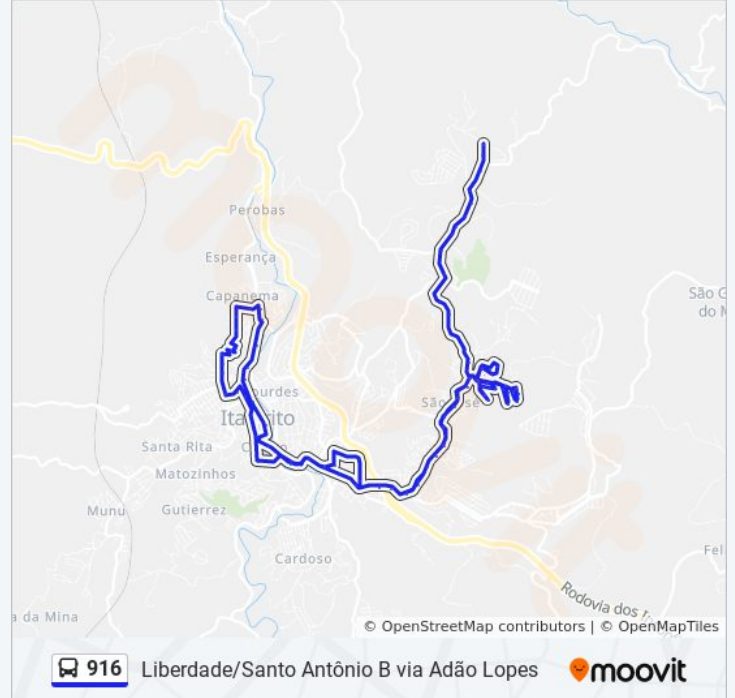 Perobas
Esperança
Capanema
São G
do M
ourdes
São José
Santa Rita
Matozinhos
Munu
Gutierrez
Cardoso
Fel
Rodovia dos
a da Mina
© OpenStreetMap contributors | © OpenMapTiles
916 Liberdade/Santo Antônio B via Adão Lopes moovit